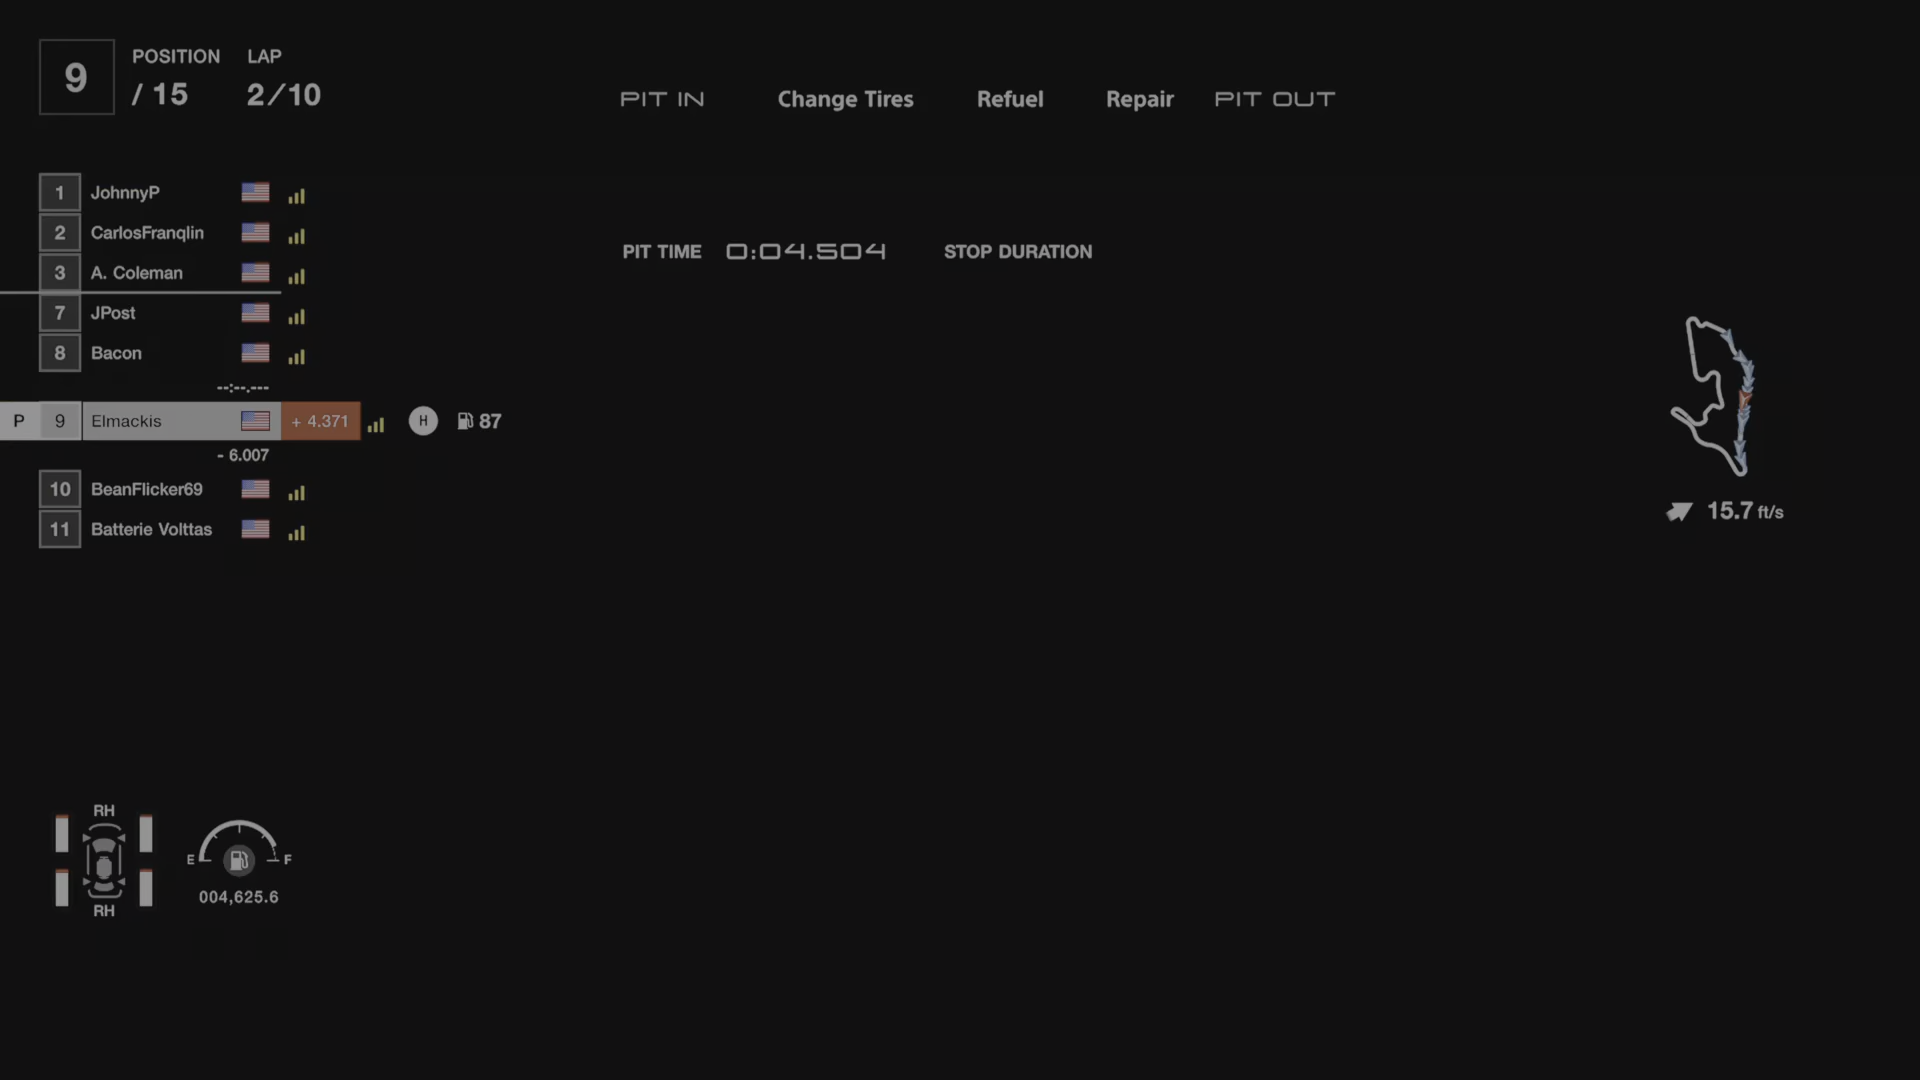 9 POSITION LAP
/ 15 2/10
PIT IN Change Tires Refuel Repair PIT OUT
1 JohnnyP
2 CarlosFranqlin
3 A. Coleman
7 JPost
8 Bacon
--:--.---
P 9 Elmackis + 4.371 H 87
- 6.007
10 BeanFlicker69
11 Batterie Volttas
PIT TIME 0:04.504 STOP DURATION
15.7 ft/s
RH
RH
E F
004,625.6